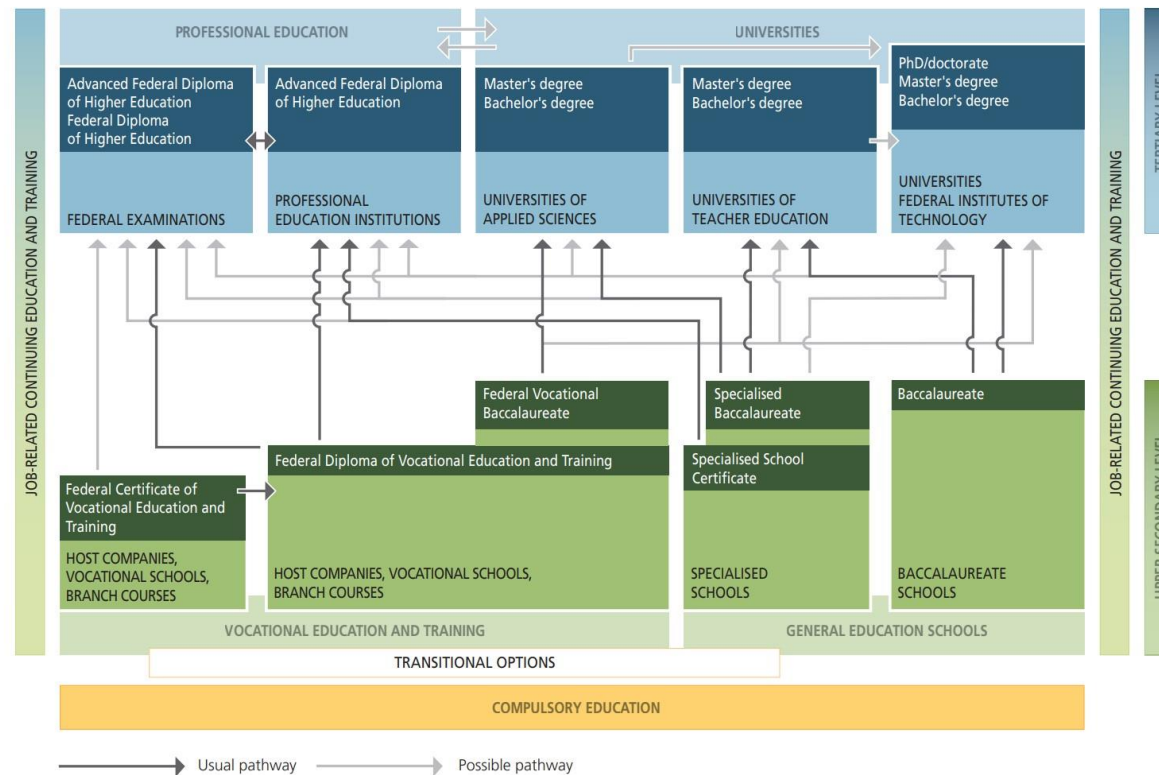 PROFESSIONAL EDUCATION
UNIVERSITIES
Advanced Federal Diploma
of Higher Education
Federal Diploma
of Higher Education
FEDERAL EXAMINATIONS
Advanced Federal Diploma
of Higher Education
PROFESSIONAL
EDUCATION INSTITUTIONS
Master's degree
Bachelor's degree
UNIVERSITIES OF
APPLIED SCIENCES
Master's degree
Bachelor's degree
UNIVERSITIES OF
TEACHER EDUCATION
PhD/doctorate
Master's degree
Bachelor's degree
UNIVERSITIES
FEDERAL INSTITUTES OF
TECHNOLOGY
JOB-RELATED CONTINUING EDUCATION AND TRAINING
JOB-RELATED CONTINUING EDUCATION AND TRAINING
TERTIARY LEVEL
UPPER SECONDARY LEVEL
Federal Vocational
Baccalaureate
Specialised
Baccalaureate
Baccalaureate
Federal Diploma of Vocational Education and Training
Specialised School
Certificate
Federal Certificate of
Vocational Education and
Training
HOST COMPANIES,
VOCATIONAL SCHOOLS,
BRANCH COURSES
HOST COMPANIES, VOCATIONAL SCHOOLS,
BRANCH COURSES
SPECIALISED
SCHOOLS
BACCALAUREATE
SCHOOLS
VOCATIONAL EDUCATION AND TRAINING
GENERAL EDUCATION SCHOOLS
TRANSITIONAL OPTIONS
COMPULSORY EDUCATION
Usual pathway
Possible pathway